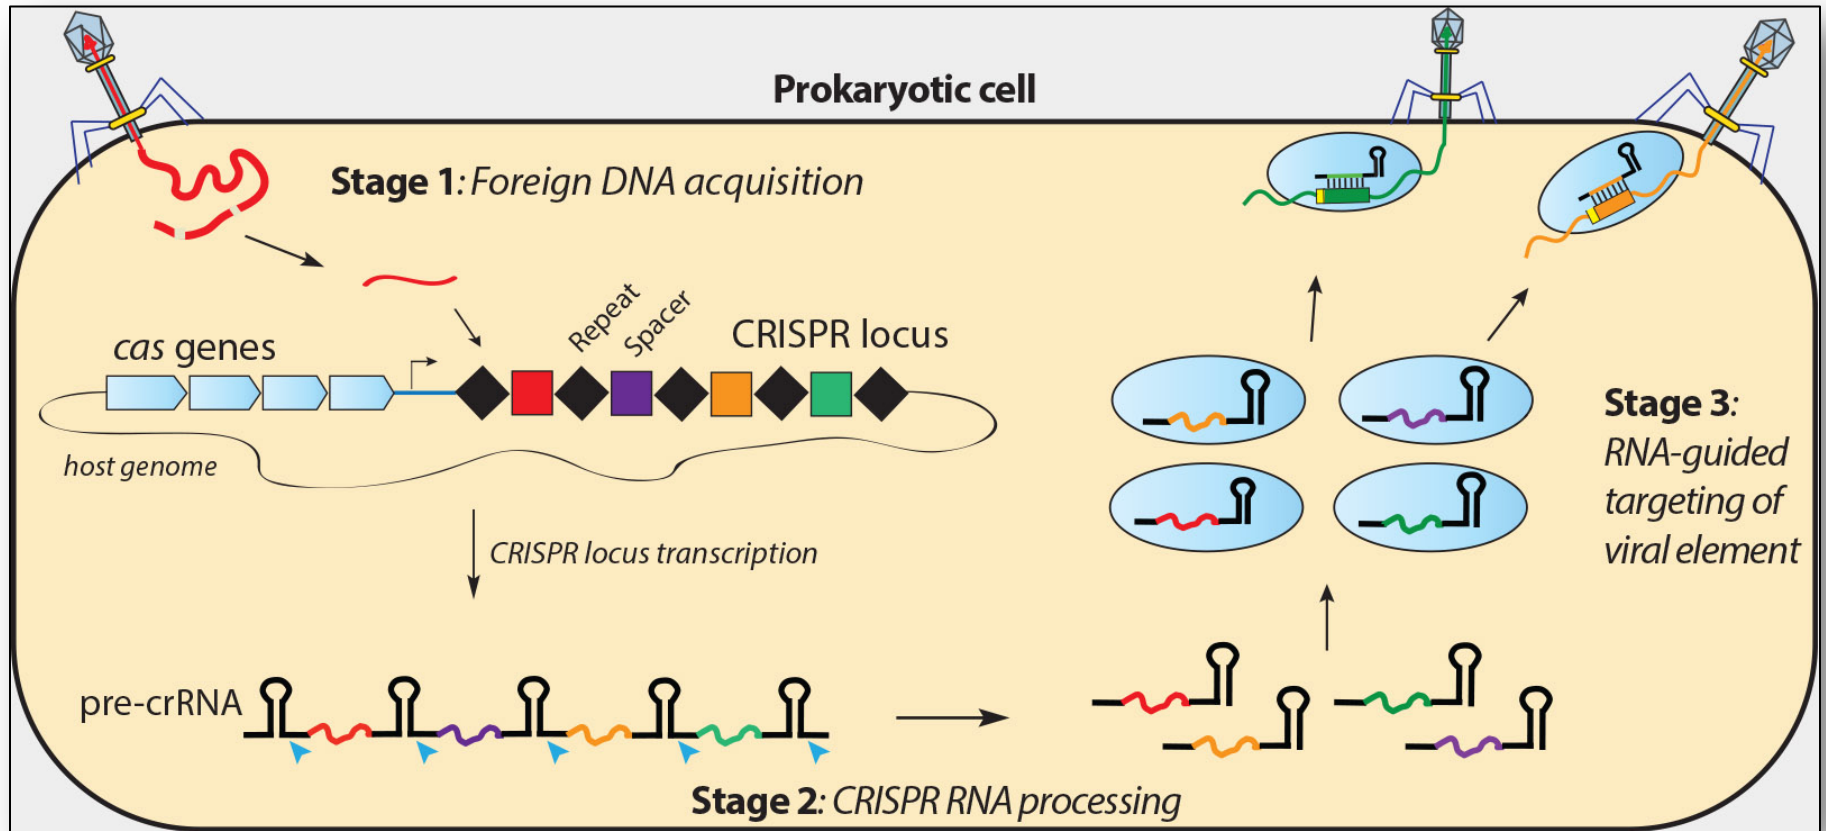 Prokaryotic cell
Stage 1: Foreign DNA acquisition
Repeat
Spacer
CRISPR locus
cas genes
host genome
CRISPR locus transcription
pre-crRNA
Stage 2: CRISPR RNA processing
Stage 3:
RNA-guided
targeting of
viral element